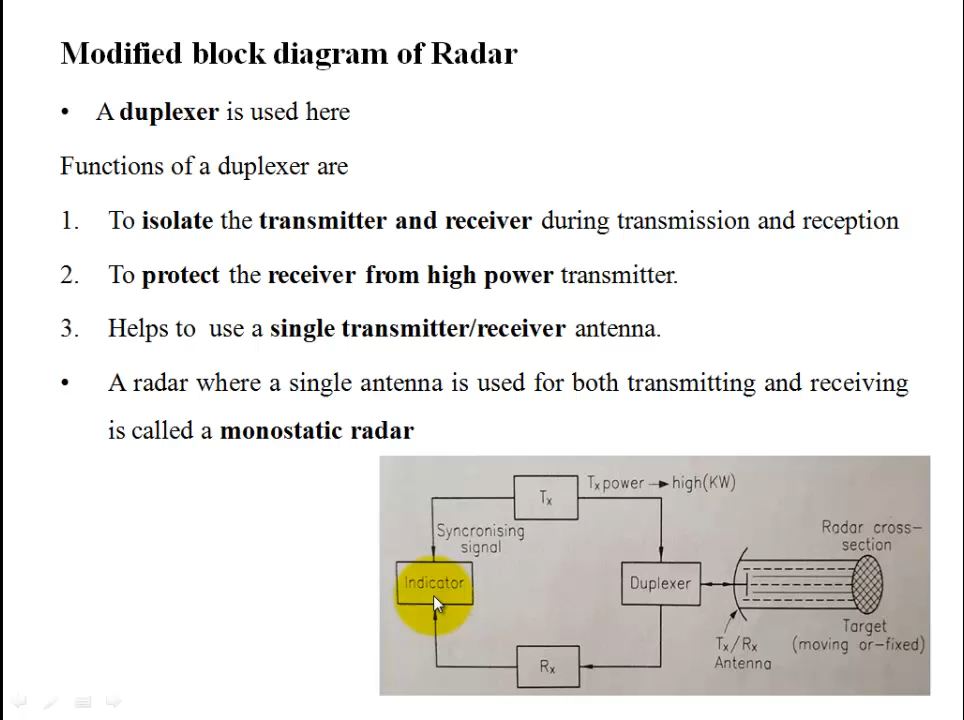 Modified block diagram of Radar
• A duplexer is used here
Functions of a duplexer are
1. To isolate the transmitter and receiver during transmission and reception
2. To protect the receiver from high power transmitter.
3. Helps to use a single transmitter/receiver antenna.
• A radar where a single antenna is used for both transmitting and receiving
is called a monostatic radar
Tx
Tx power → high(KW)
Syncronising
signal
Radar cross-
section
Indicator
Duplexer
Target
(moving or-fixed)
Tx/Rx
Antenna
Rx